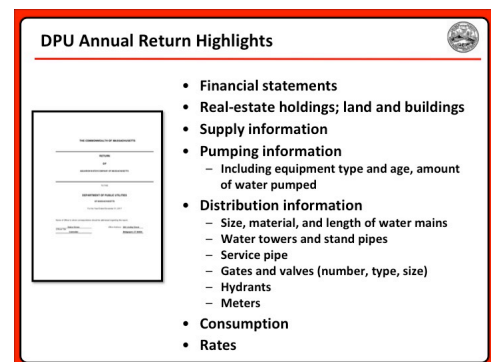 DPU Annual Return Highlights
• Financial statements
• Real-estate holdings; land and buildings
• Supply information
• Pumping information
– Including equipment type and age, amount
of water pumped
• Distribution information
– Size, material, and length of water mains
– Water towers and stand pipes
– Service pipe
– Gates and valves (number, type, size)
– Hydrants
– Meters
• Consumption
• Rates
THE COMMONWEALTH OF MASSACHUSETTS
RETURN
DEPARTMENT OF PUBLIC UTILITIES